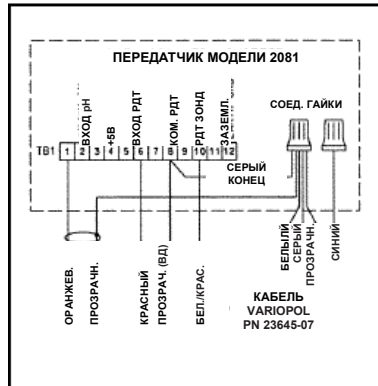 ПЕРЕДАТЧИК МОДЕЛИ 2081
ВХОД pH
+5В
ВХОД РДТ
КОМ. РДТ
РДТ ЗОНД
ЗАЗЕМЛ.
СОЕД. ГАЙКИ
ТВ1 1 2 3 4 5 6 7 8 9 10 11 12
СЕРЫЙ
КОНЕЦ
ОРАНЖЕВ.
ПРОЗРАЧН.
КРАСНЫЙ
ПРОЗРАЧ. (ВД)
БЕЛ./КРАС.
БЕЛЫЛЙ
СЕРЫЙ
ПРОЗРАЧН.
СИНИЙ
КАБЕЛЬ
VARIOPOL
PN 23645-07